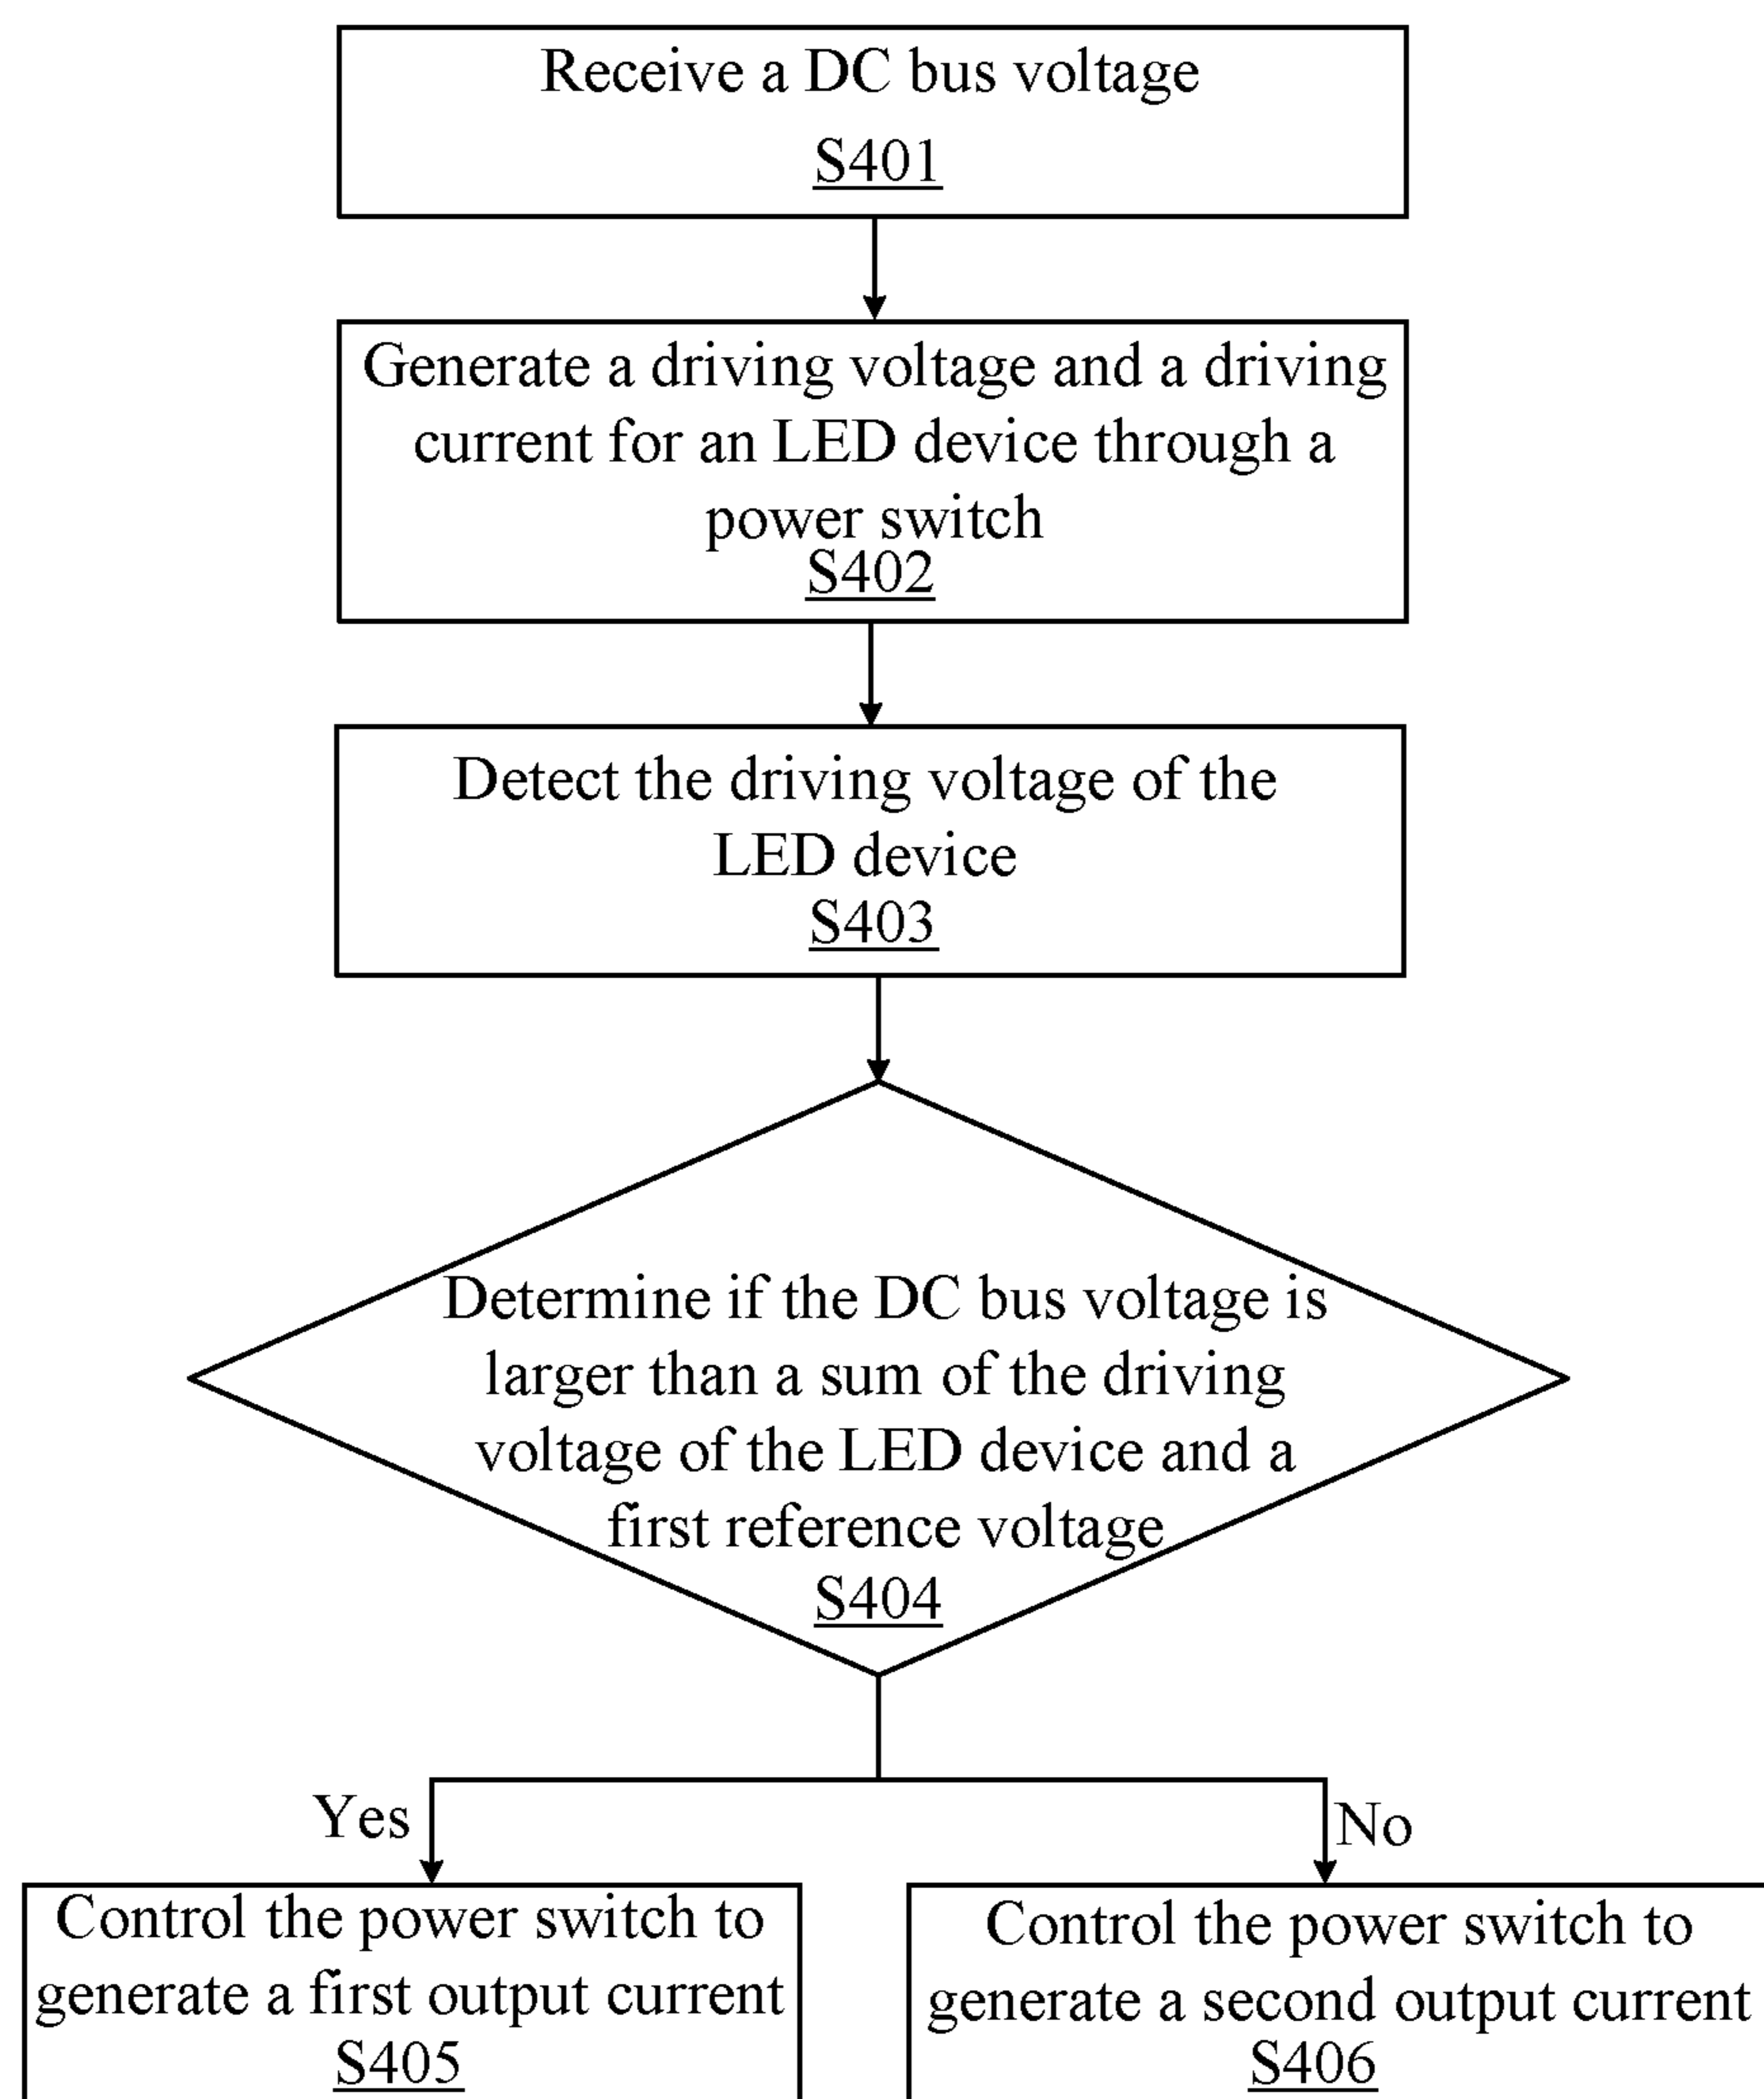 Receive a DC bus voltage
S401
Generate a driving voltage and a driving
current for an LED device through a
power switch
S402
Detect the driving voltage of the
LED device
S403
Determine if the DC bus voltage is
larger than a sum of the driving
voltage of the LED device and a
first reference voltage
S404
Yes
No
Control the power switch to
generate a first output current
S405
Control the power switch to
generate a second output current
S406